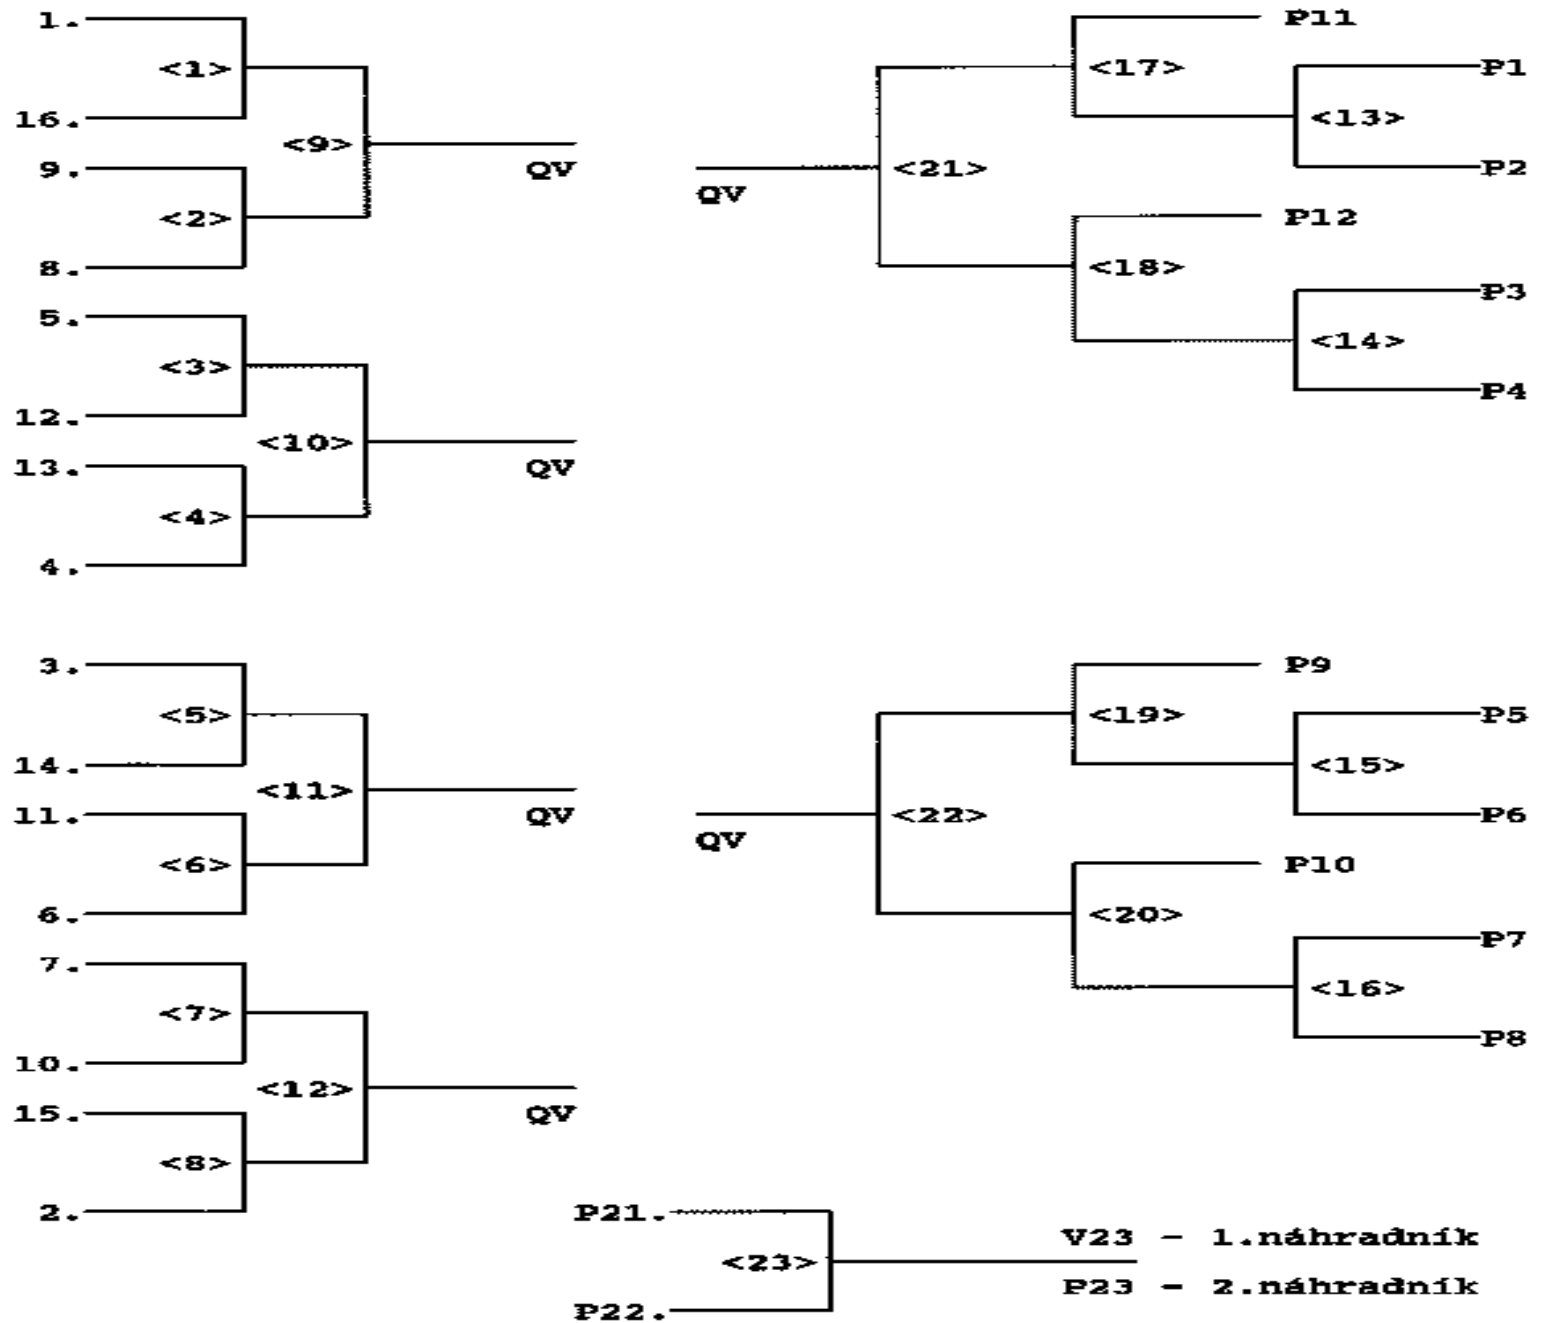 1.
<1>
16.
<9>
QV
9.
<2>
8.
5.
<3>
12.
<10>
QV
13.
<4>
4.
3.
<5>
14.
<11>
QV
11.
<6>
6.
7.
<7>
10.
<12>
QV
15.
<8>
2.
P11
<17>
P1
<13>
P2
<21>
QV
P12
<18>
P3
<14>
P4
P9
<19>
P5
<15>
P6
<22>
QV
P10
<20>
P7
<16>
P8
P21.
<23>
P22.
V23 - 1.náhradník
P23 - 2.náhradník